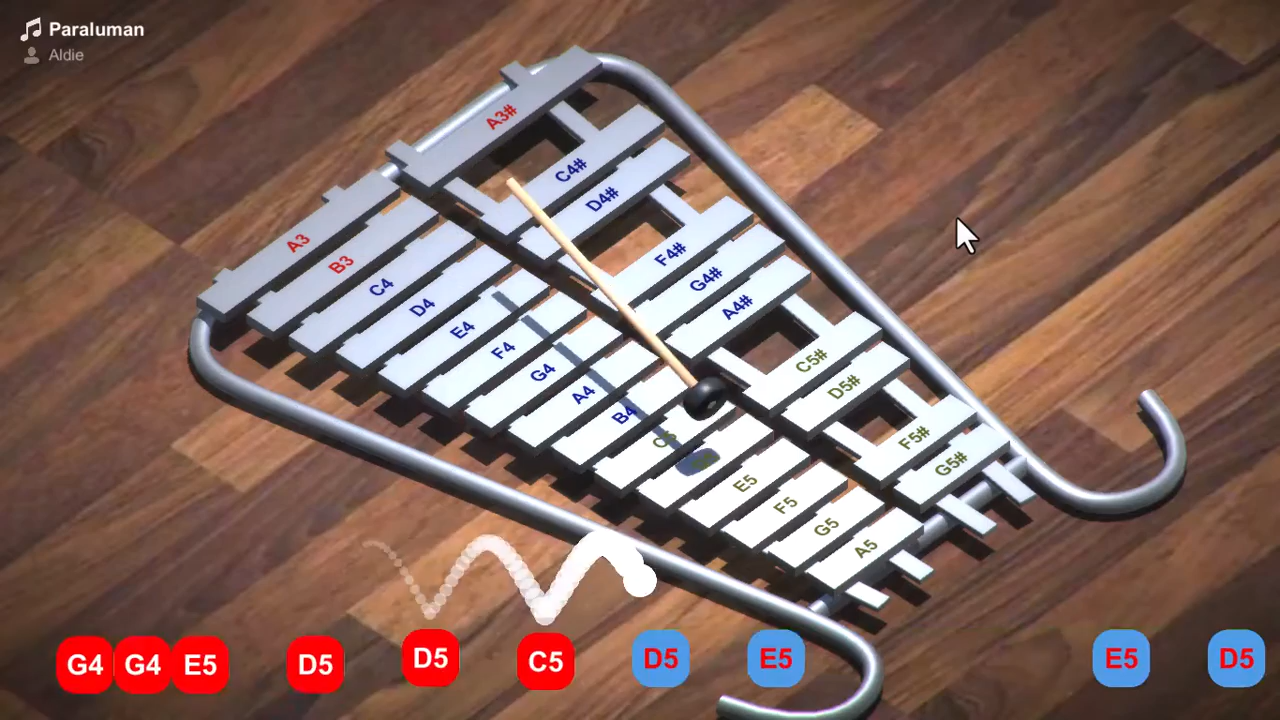 Paraluman
Aldie
A3#
C4#
D4#
F4#
G4#
A4#
C5#
D5#
F5#
G5#
A3
B3
C4
D4
E4
F4
G4
A4
B4
E5
F5
G5
A5
G4 G4 E5 D5 D5 C5 D5 E5 E5 D5